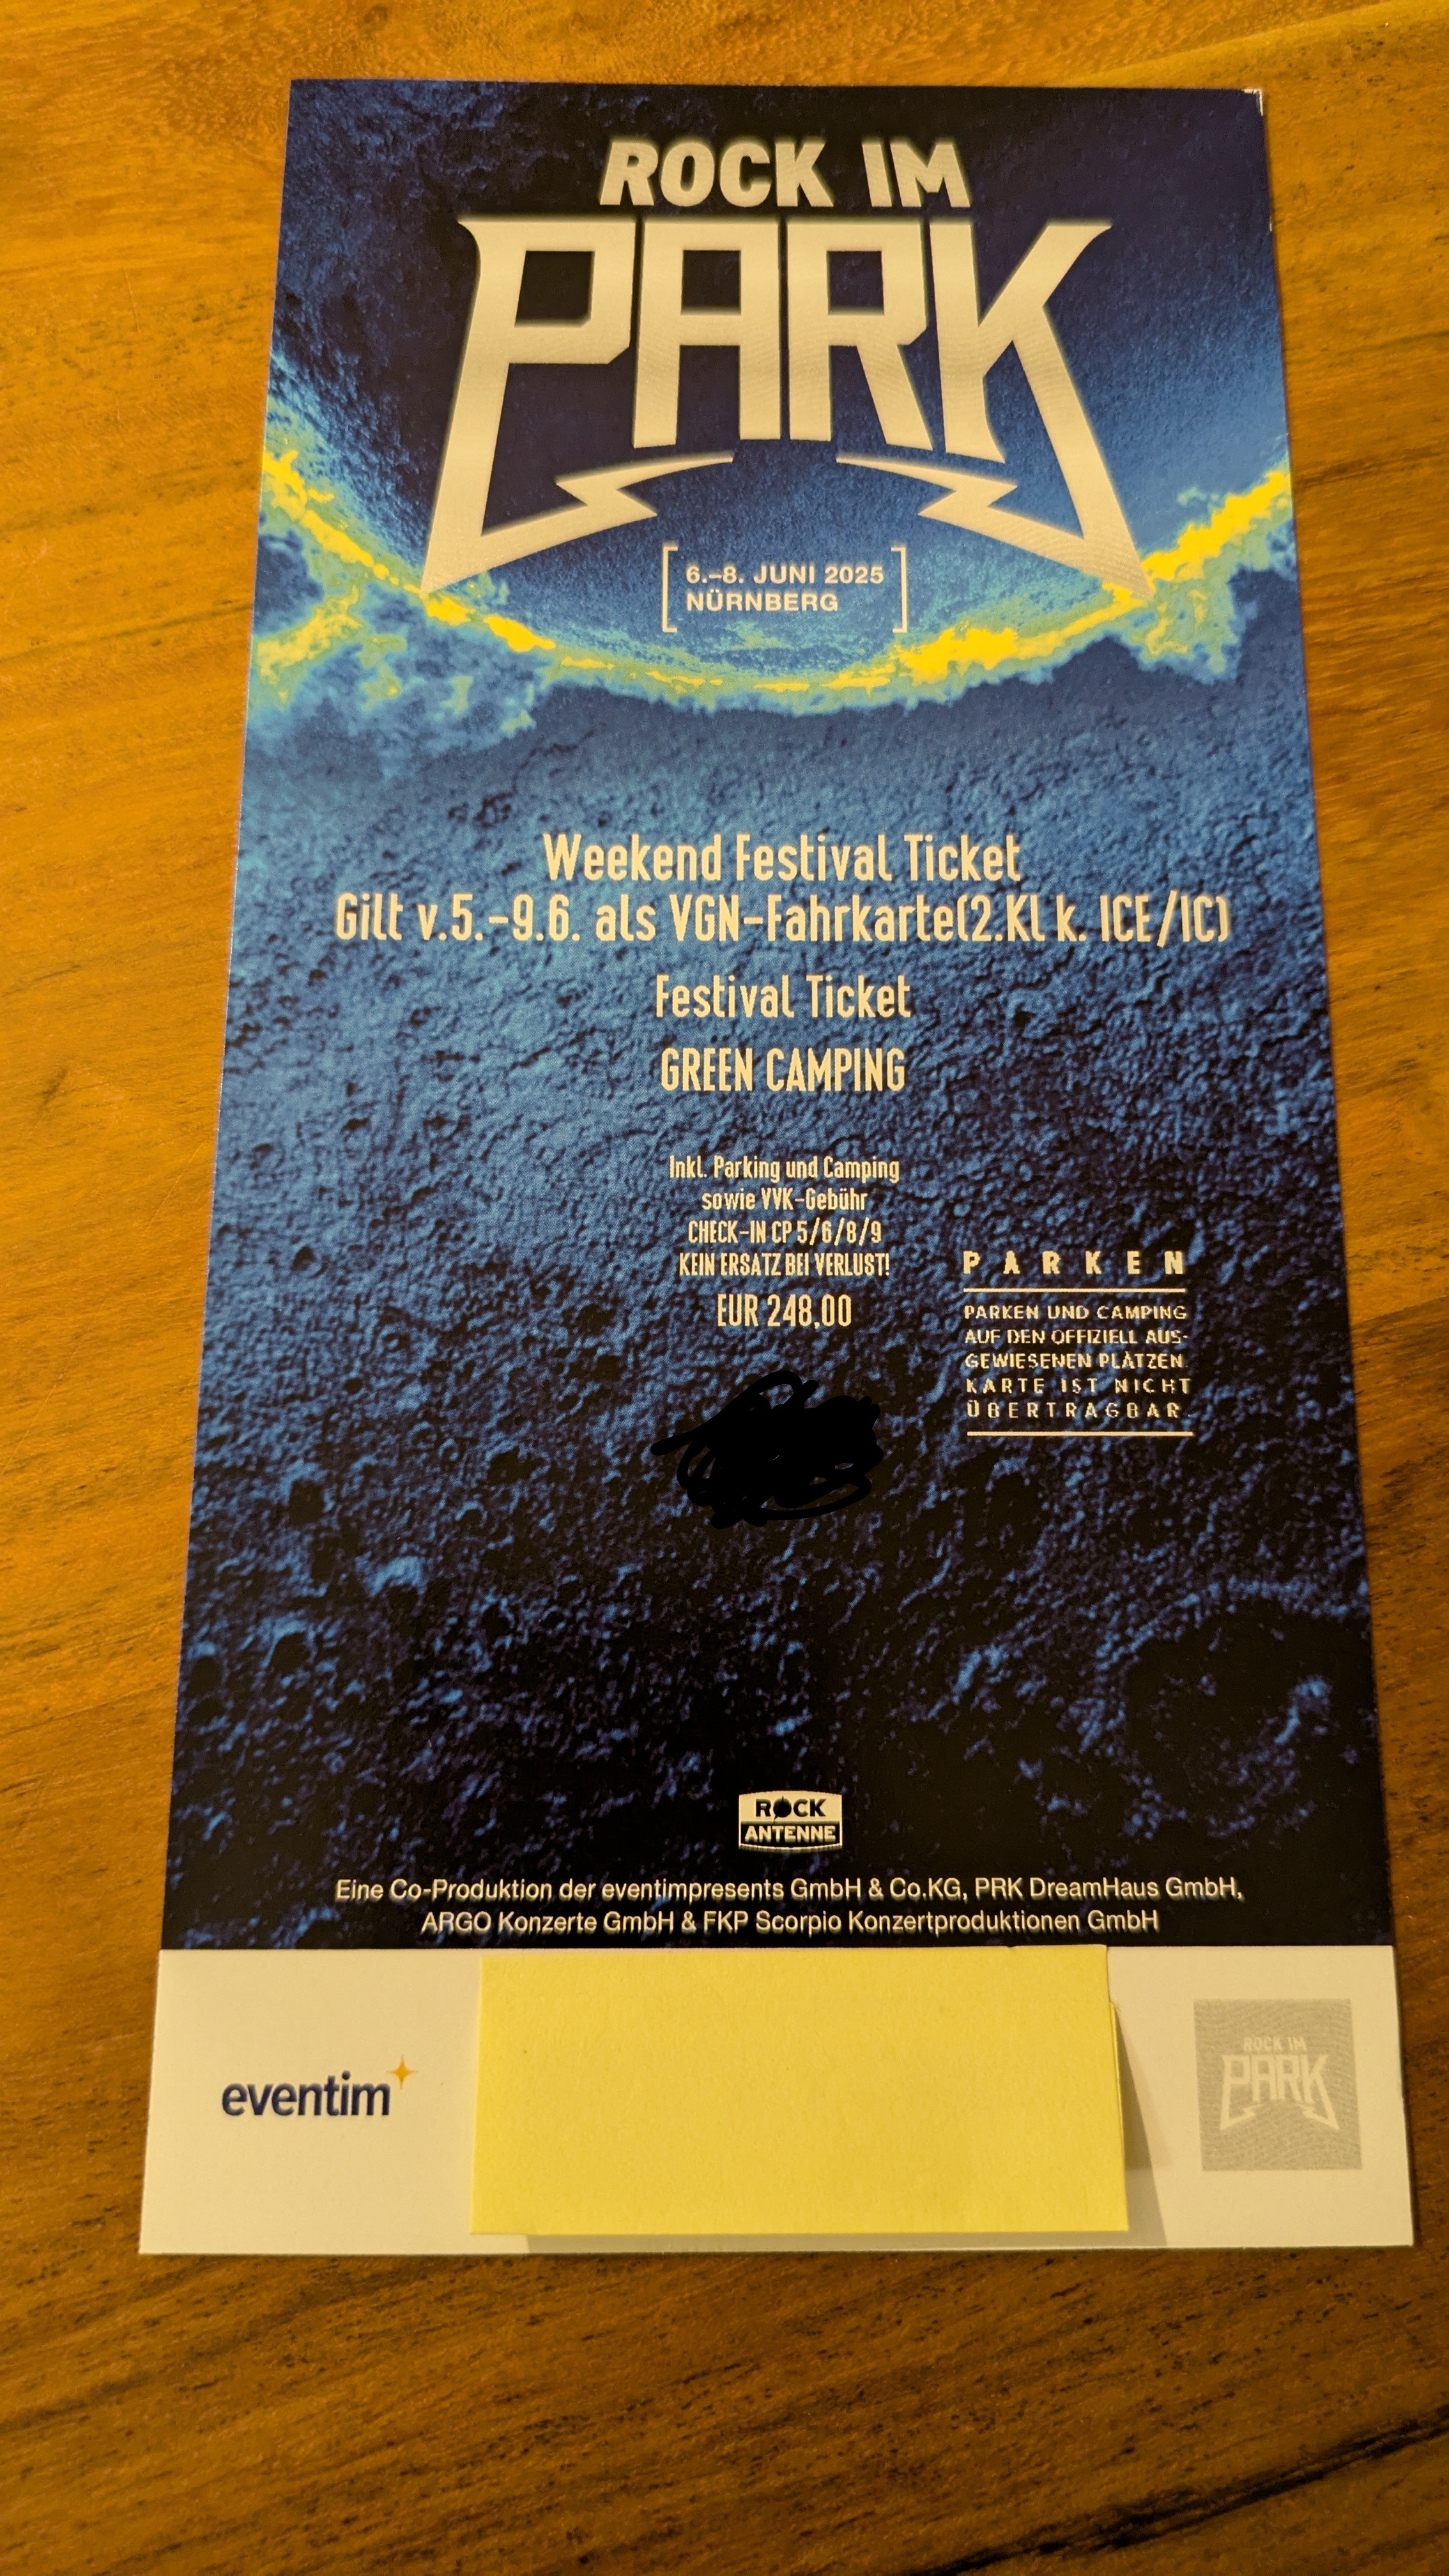 ROCK IM
PARK
6.–8. JUNI 2025
NÜRNBERG
Weekend Festival Ticket
Gilt v.5.-9.6. als VGN-Fahrkarte(2.Kl k. ICE/IC)
Festival Ticket
GREEN CAMPING
Inkl. Parking und Camping
sowie VVK-Gebühr
CHECK-IN CP 5/6/8/9
KEIN ERSATZ BEI VERLUST!
EUR 248,00
PARKEN
PARKEN UND CAMPING
AUF DEN OFFIZIELL AUS-
GEWIESENEN PLÄTZEN.
KARTE IST NICHT
ÜBERTRAGBAR.
ROCK
ANTENNE
Eine Co-Produktion der eventimpresents GmbH & Co.KG, PRK DreamHaus GmbH,
ARGO Konzerte GmbH & FKP Scorpio Konzertproduktionen GmbH
eventim
ROCK IM
PARK